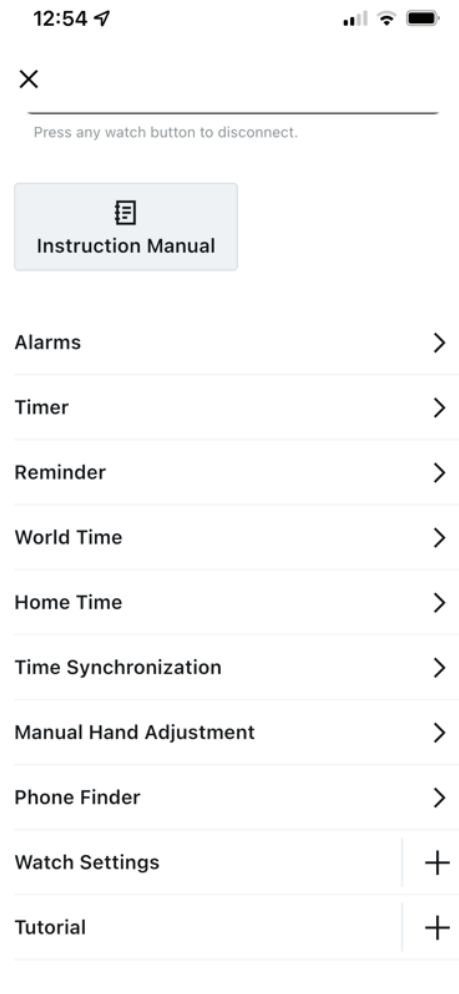 12:54
Press any watch button to disconnect.
Instruction Manual
Alarms
Timer
Reminder
World Time
Home Time
Time Synchronization
Manual Hand Adjustment
Phone Finder
Watch Settings
Tutorial